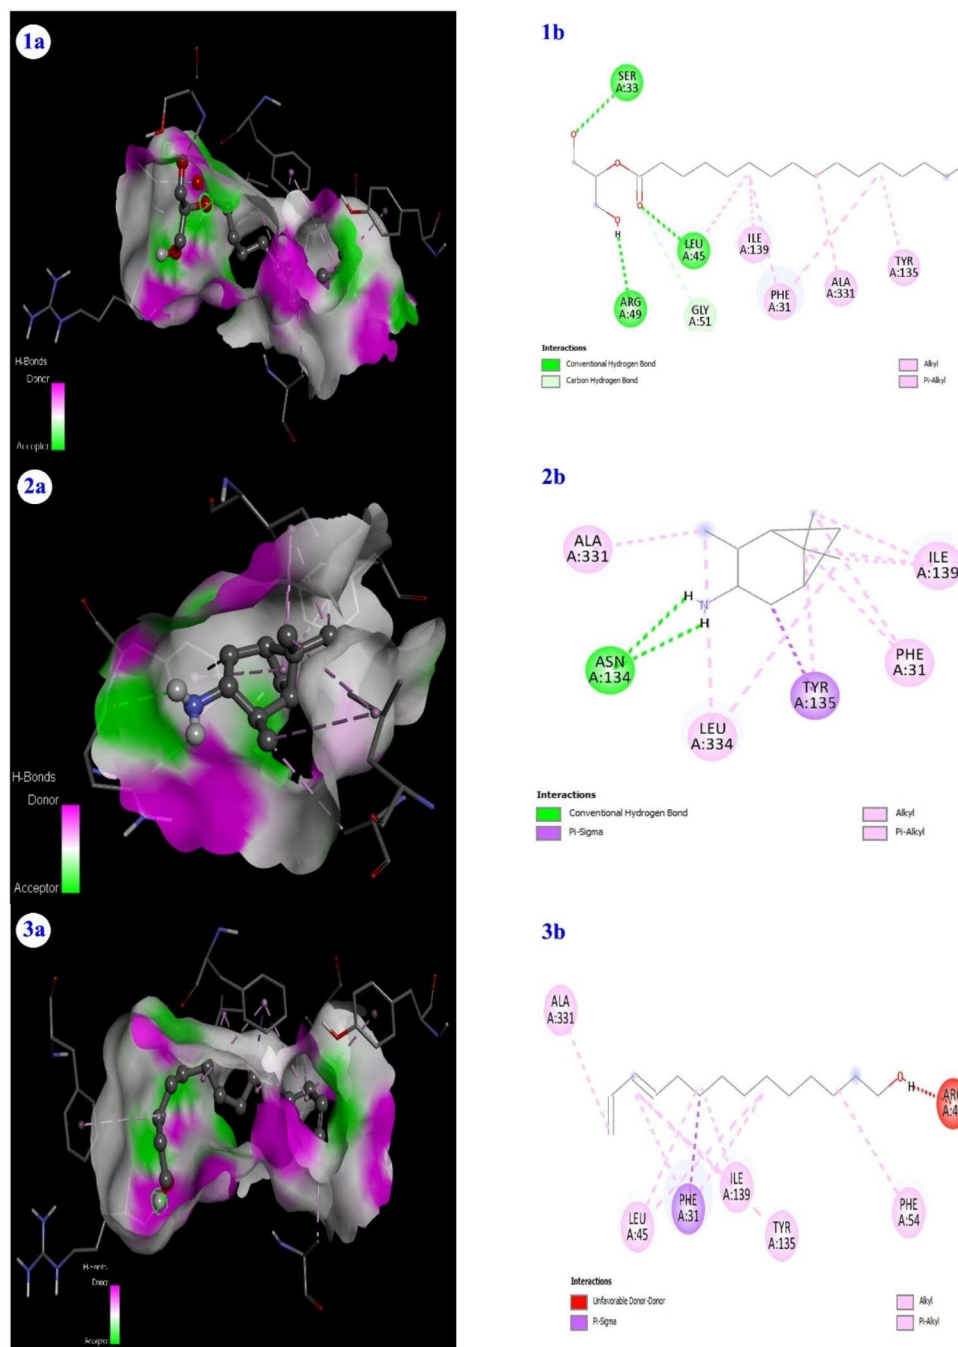 1a
H-Bonds
Donor
Acceptor
1b
SER
A:33
O
O
O
O
H
LEU
A:45
ILE
A:139
TYR
A:135
ALA
A:331
PHE
A:31
ARG
A:49
GLY
A:51
Interactions
Conventional Hydrogen Bond
Carbon Hydrogen Bond
Alkyl
Pi-Alkyl
2a
H-Bonds
Donor
Acceptor
2b
ALA
A:331
ILE
A:139
H
N
H
ASN
A:134
PHE
A:31
TYR
A:135
LEU
A:334
Interactions
Conventional Hydrogen Bond
Pi-Sigma
Alkyl
Pi-Alkyl
3a
H-Bonds
Donor
Acceptor
3b
ALA
A:331
O
H
LEU
A:45
PHE
A:31
ILE
A:139
TYR
A:135
PHE
A:54
Interactions
Unfavorable Donor-Donor
Pi-Sigma
Alkyl
Pi-Alkyl